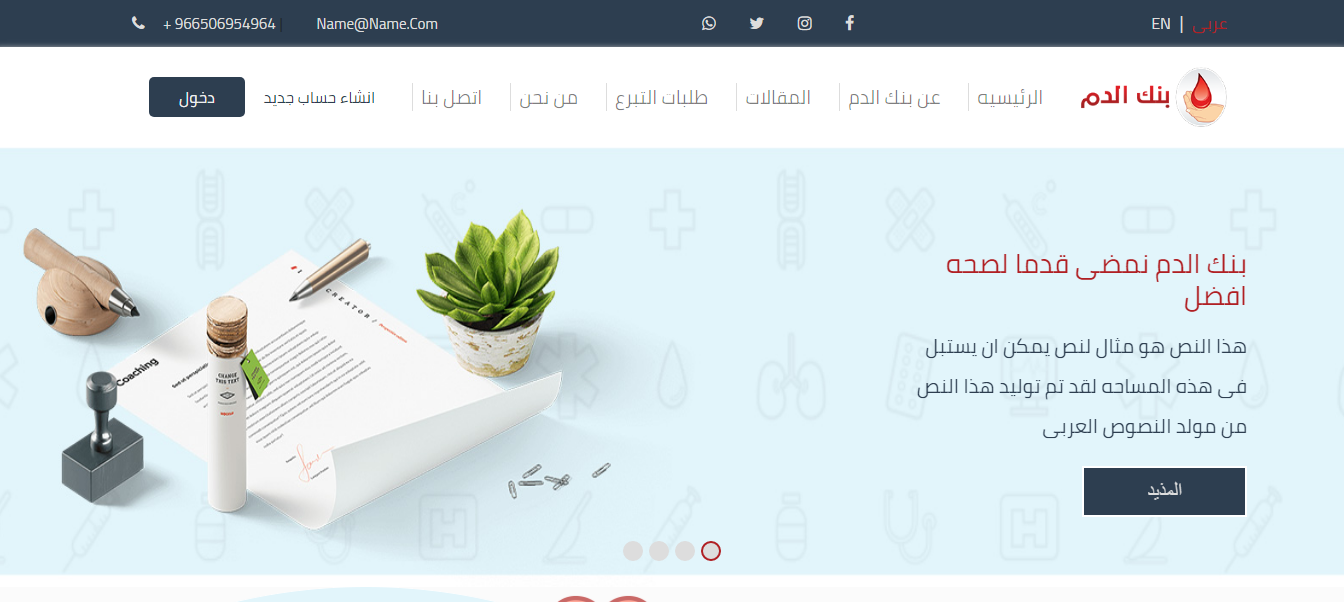 عربى | EN
+ 966506954964 |
Name@Name.Com
بنك الدم
الرئيسيه
عن بنك الدم
المقالات
طلبات التبرع
من نحن
اتصل بنا
انشاء حساب جديد
دخول
بنك الدم نمضى قدما لصحه
افضل
هذا النص هو مثال لنص يمكن ان يستبل
فى هذه المساحه لقد تم توليد هذا النص
من مولد النصوص العربى
المذيد
CREATOR
Coaching
CHANGE
THIS TEXT